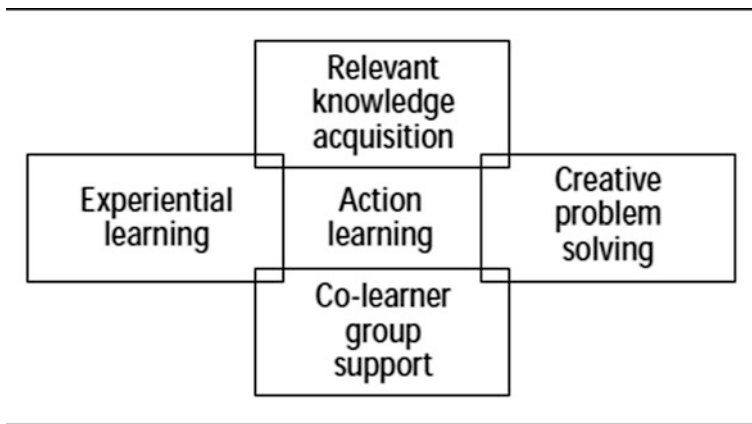 Relevant
knowledge
acquisition
Experiential
learning
Action
learning
Creative
problem
solving
Co-learner
group
support